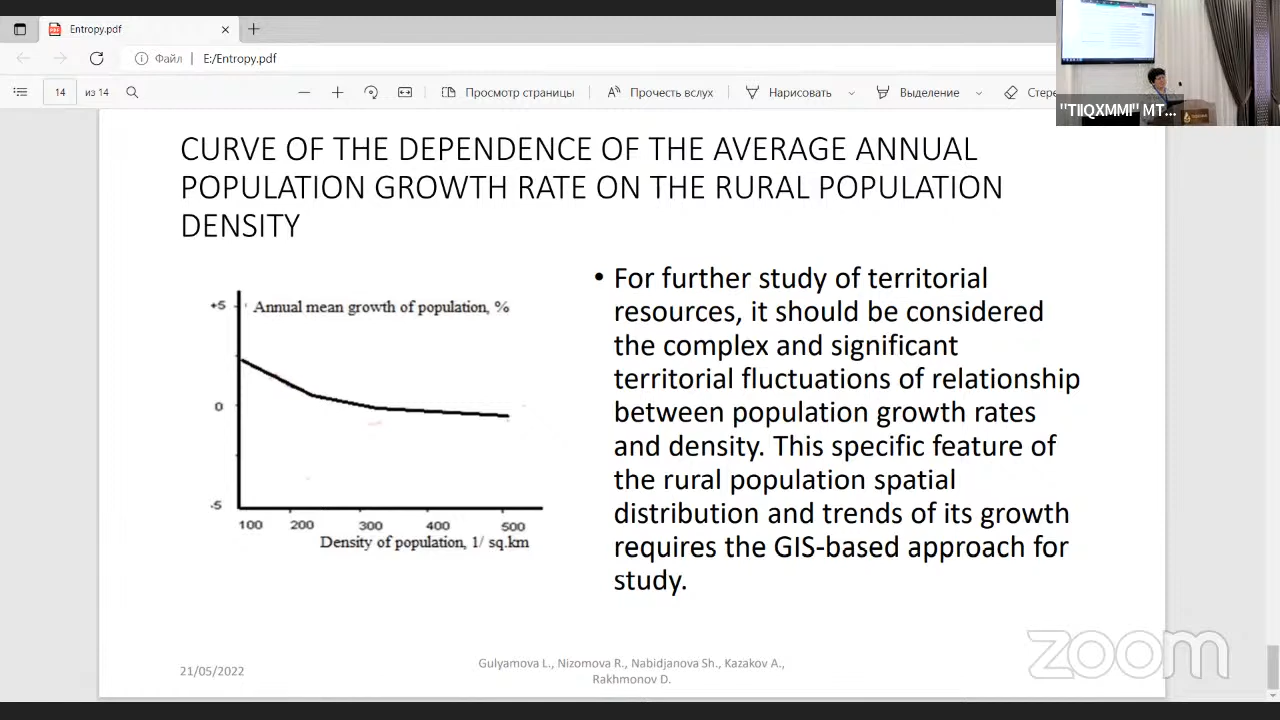 Entropy.pdf
Файл
E:/Entropy.pdf
14
из 14
Просмотр страницы
Прочесть вслух
Нарисовать
Выделение
Стере
"TIIQXMMI" MT...
CURVE OF THE DEPENDENCE OF THE AVERAGE ANNUAL
POPULATION GROWTH RATE ON THE RURAL POPULATION
DENSITY
+5
Annual mean growth of population, %
0
-5
100 200 300 400 500
Density of population, 1/ sq.km
• For further study of territorial
resources, it should be considered
the complex and significant
territorial fluctuations of relationship
between population growth rates
and density. This specific feature of
the rural population spatial
distribution and trends of its growth
requires the GIS-based approach for
study.
21/05/2022
Gulyamova L., Nizomova R., Nabidjanova Sh., Kazakov A.,
Rakhmonov D.
zoom